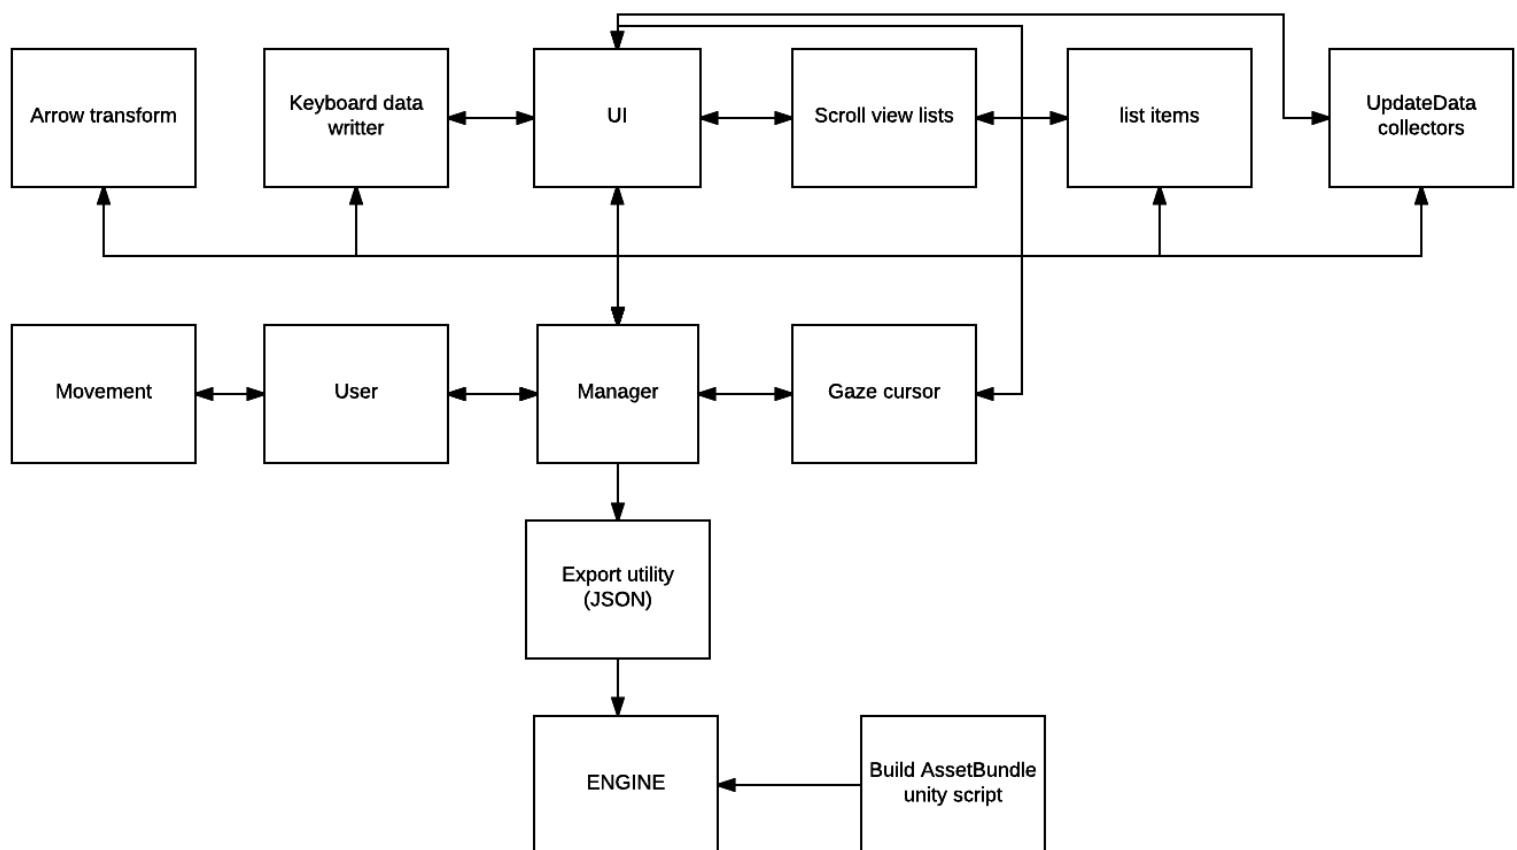 Arrow transform
Keyboard data
writter
UI
Scroll view lists
list items
UpdateData
collectors
Movement
User
Manager
Gaze cursor
Export utility
(JSON)
ENGINE
Build AssetBundle
unity script